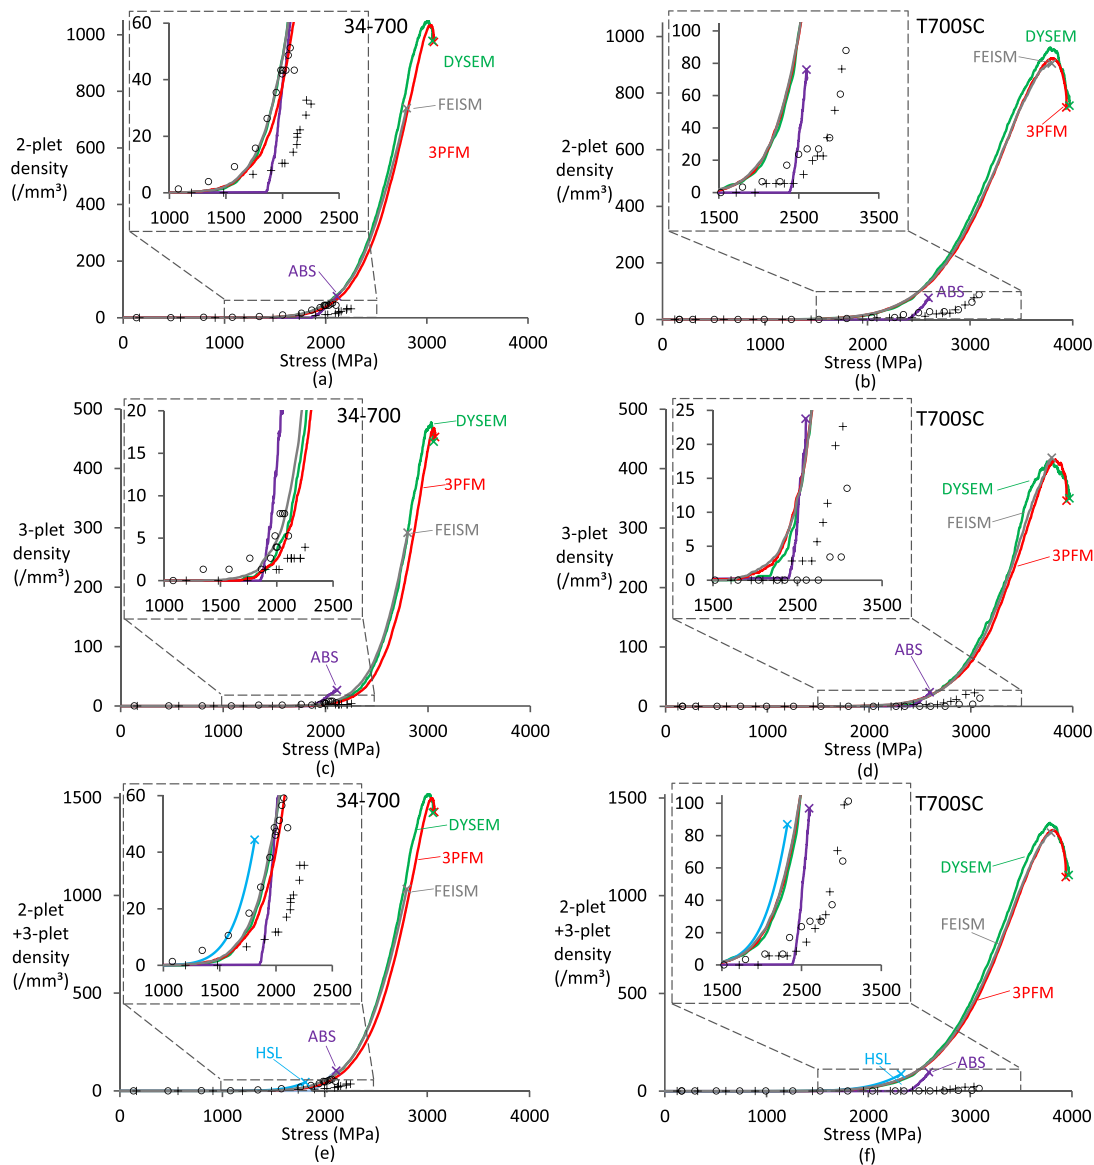 34-700
1000
800
600
400
200
0
2-plet
density
(/mm³)
60
40
20
0
1000 1500 2000 2500
DYSEM
FEISM
3PFM
ABS
0 1000 2000 3000 4000
Stress (MPa)
(a)
T700SC
1000
800
600
400
200
0
2-plet
density
(/mm³)
100
80
60
40
20
0
1500 2500 3500
DYSEM
FEISM
3PFM
ABS
0 1000 2000 3000 4000
Stress (MPa)
(b)
34-700
500
400
300
200
100
0
3-plet
density
(/mm³)
20
15
10
5
0
1000 1500 2000 2500
DYSEM
3PFM
FEISM
ABS
0 1000 2000 3000 4000
Stress (MPa)
(c)
T700SC
500
400
300
200
100
0
3-plet
density
(/mm³)
25
20
15
10
5
0
1500 2500 3500
DYSEM
FEISM
3PFM
ABS
0 1000 2000 3000 4000
Stress (MPa)
(d)
34-700
1500
1000
500
0
2-plet
+3-plet
density
(/mm³)
60
40
20
0
1000 1500 2000 2500
DYSEM
3PFM
FEISM
ABS
HSL
0 1000 2000 3000 4000
Stress (MPa)
(e)
T700SC
1500
1000
500
0
2-plet
+3-plet
density
(/mm³)
100
80
60
40
20
0
1500 2500 3500
DYSEM
FEISM
3PFM
HSL
ABS
0 1000 2000 3000 4000
Stress (MPa)
(f)